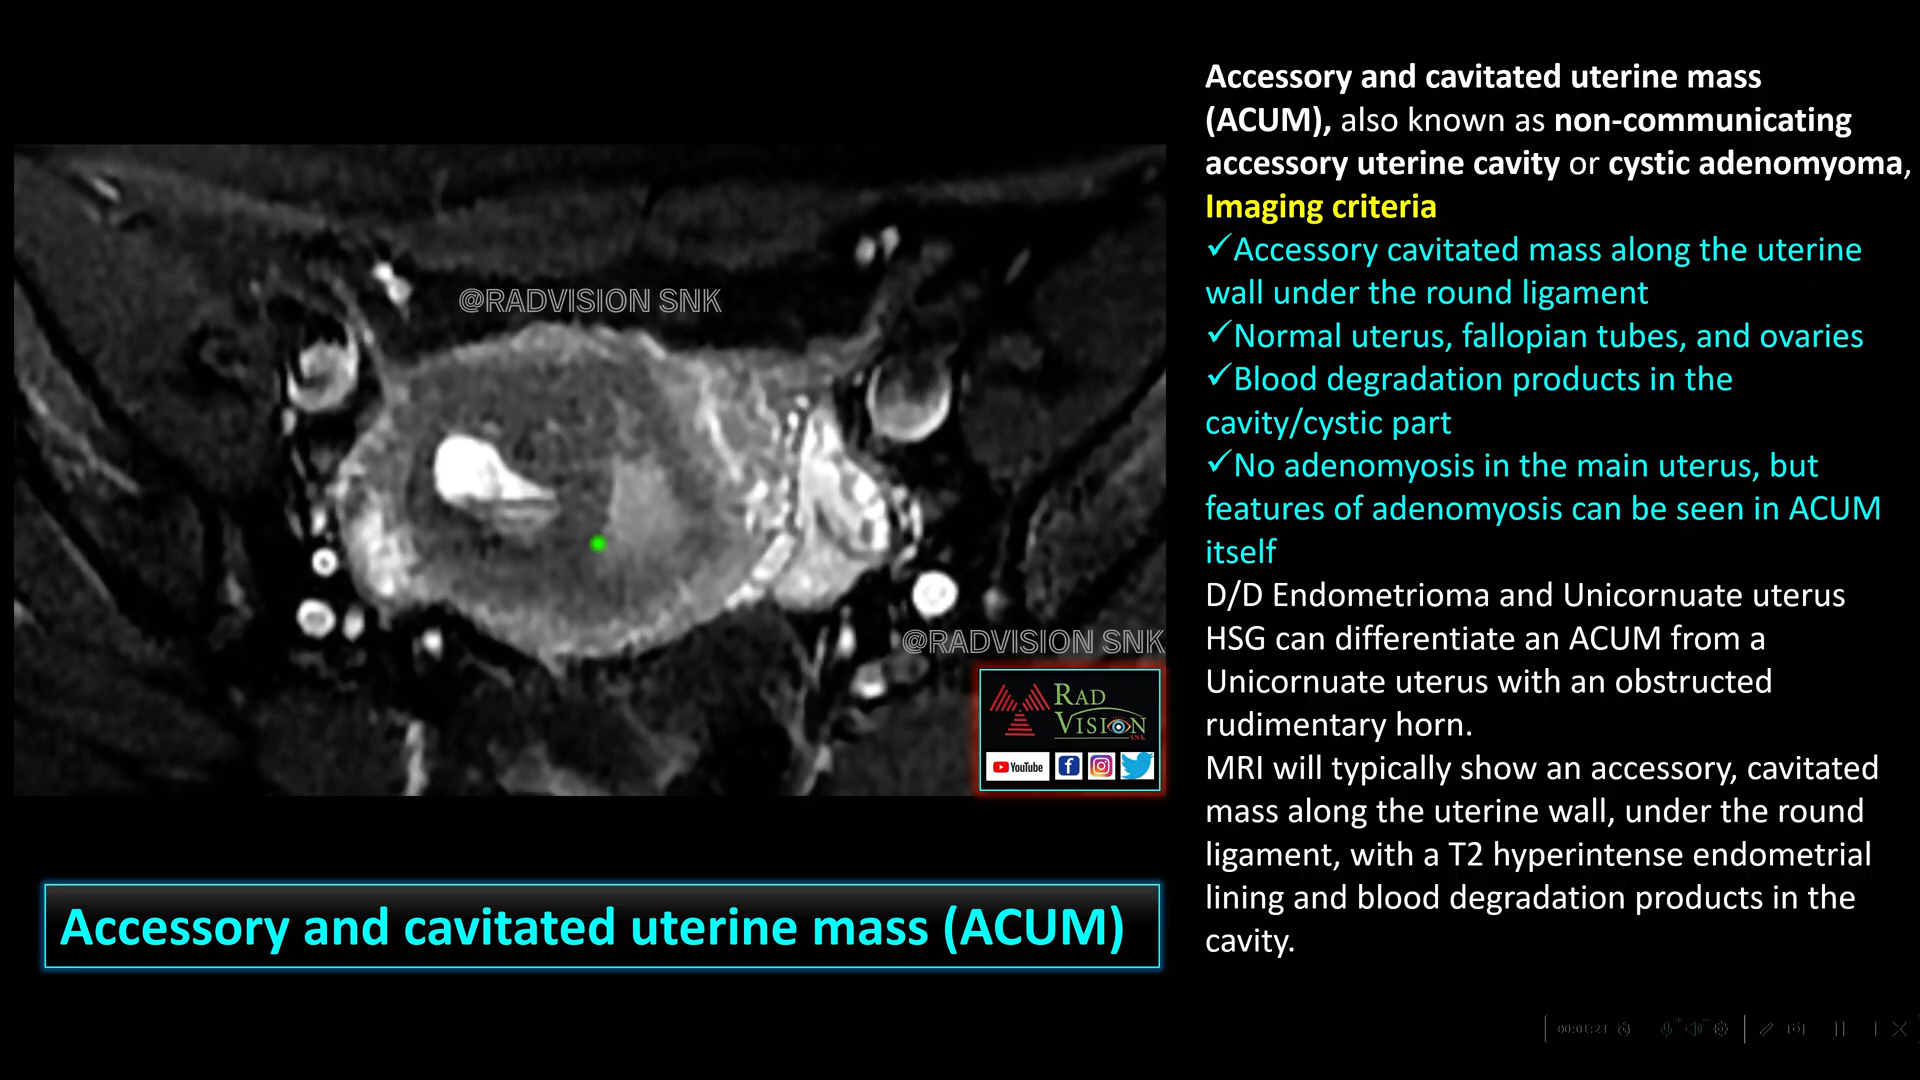 Accessory and cavitated uterine mass
(ACUM), also known as non-communicating
accessory uterine cavity or cystic adenomyoma,
Imaging criteria
✓Accessory cavitated mass along the uterine
wall under the round ligament
✓Normal uterus, fallopian tubes, and ovaries
✓Blood degradation products in the
cavity/cystic part
✓No adenomyosis in the main uterus, but
features of adenomyosis can be seen in ACUM
itself
D/D Endometrioma and Unicornuate uterus
HSG can differentiate an ACUM from a
Unicornuate uterus with an obstructed
rudimentary horn.
MRI will typically show an accessory, cavitated
mass along the uterine wall, under the round
ligament, with a T2 hyperintense endometrial
lining and blood degradation products in the
cavity.
@RADVISION SNK
@RADVISION SNK
RAD
VISION
SNK
YouTube
Accessory and cavitated uterine mass (ACUM)
00:01:23